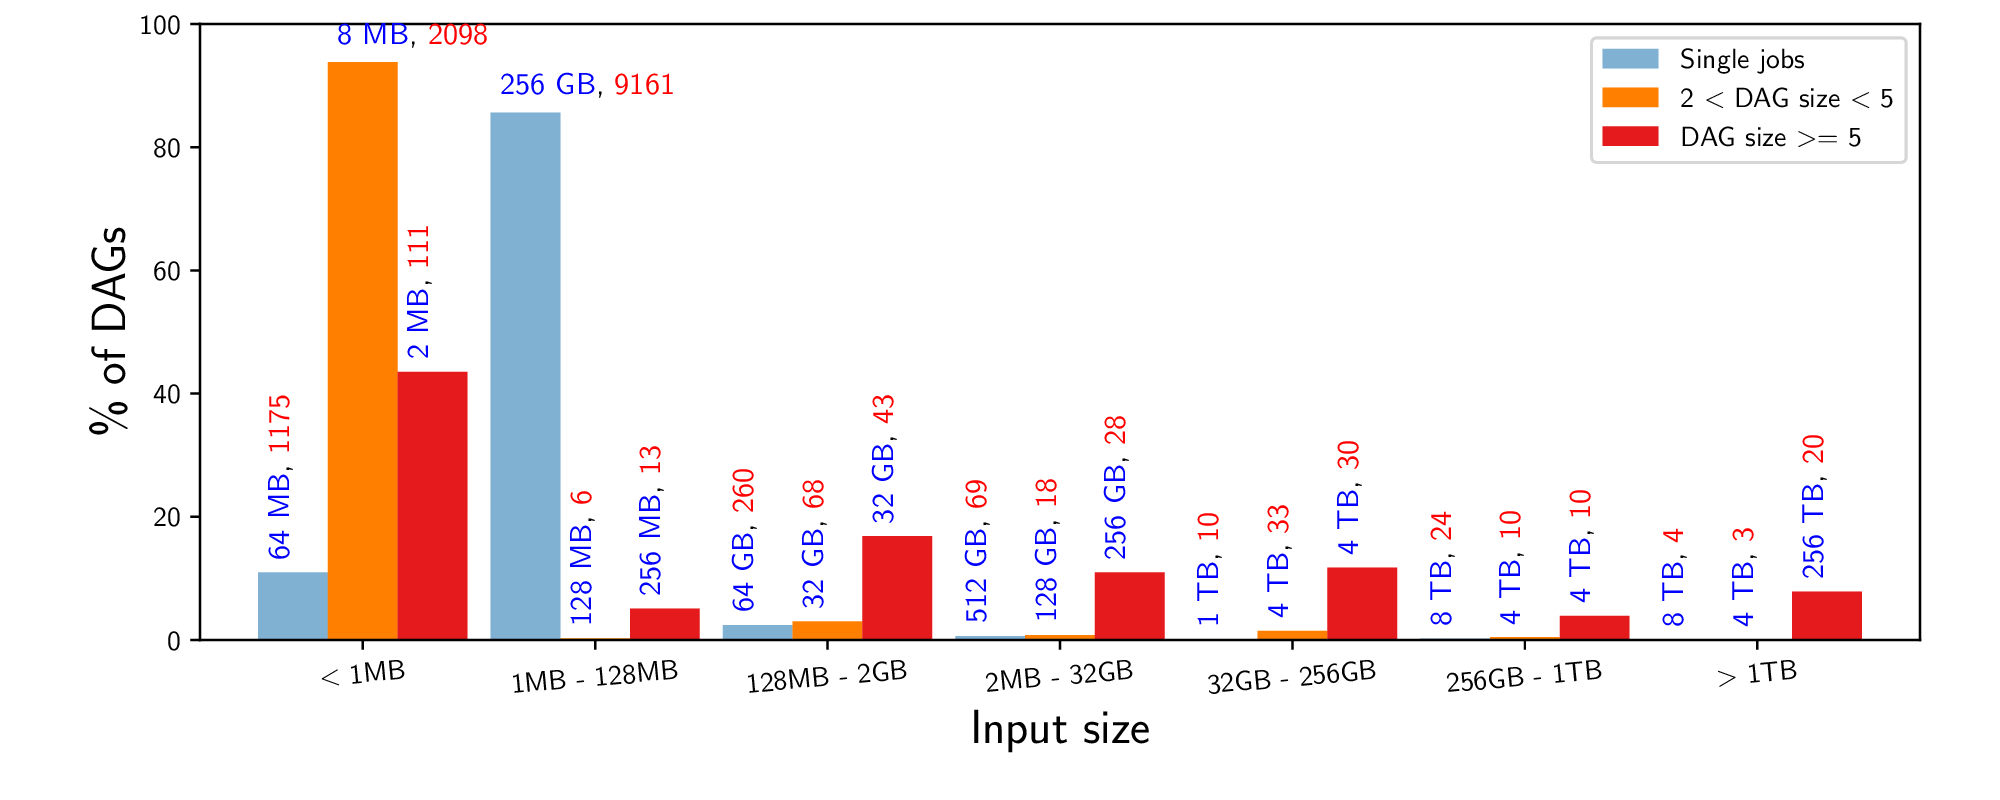 100
80
60
40
20
0
% of DAGs
64 MB, 1175
8 MB, 2098
2 MB, 111
256 GB, 9161
128 MB, 6
256 MB, 13
64 GB, 260
32 GB, 68
32 GB, 43
512 GB, 69
128 GB, 18
256 GB, 28
1 TB, 10
4 TB, 33
4 TB, 30
8 TB, 24
4 TB, 10
4 TB, 10
8 TB, 4
4 TB, 3
256 TB, 20
Single jobs
2 < DAG size < 5
DAG size >= 5
< 1MB
1MB - 128MB
128MB - 2GB
2MB - 32GB
32GB - 256GB
256GB - 1TB
> 1TB
Input size